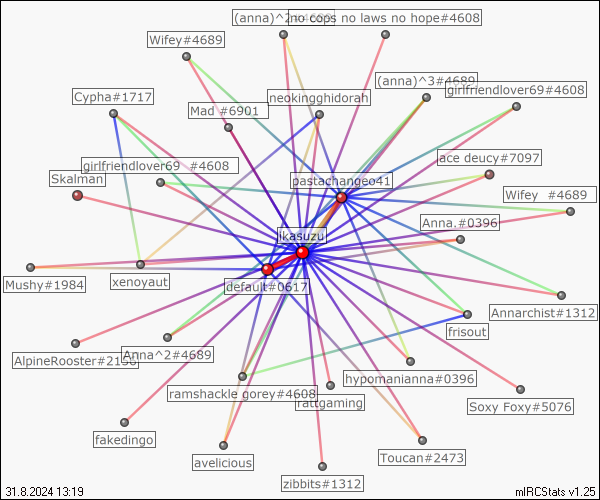 (anna)^2
no cops no laws no hope#4608
Wifey#4689
(anna)^3#4689
girlfriendlover69#4608
Cypha#1717
neokingghidorah
Mad #6901
ace deucy#7097
girlfriendlover69 #4608
Skalman
pastachangeo41
Wifey #4689
Anna.#0396
ikasuzu
Mushy#1984
xenoyaut
default#0617
Annarchist#1312
frisout
AlpineRooster#2136
Anna^2#4689
hypomanianna#0396
ramshackle gorey#4608
rattgaming
Soxy Foxy#5076
fakedingo
avelicious
Toucan#2473
zibbits#1312
31.8.2024 13:19
mIRCStats v1.25